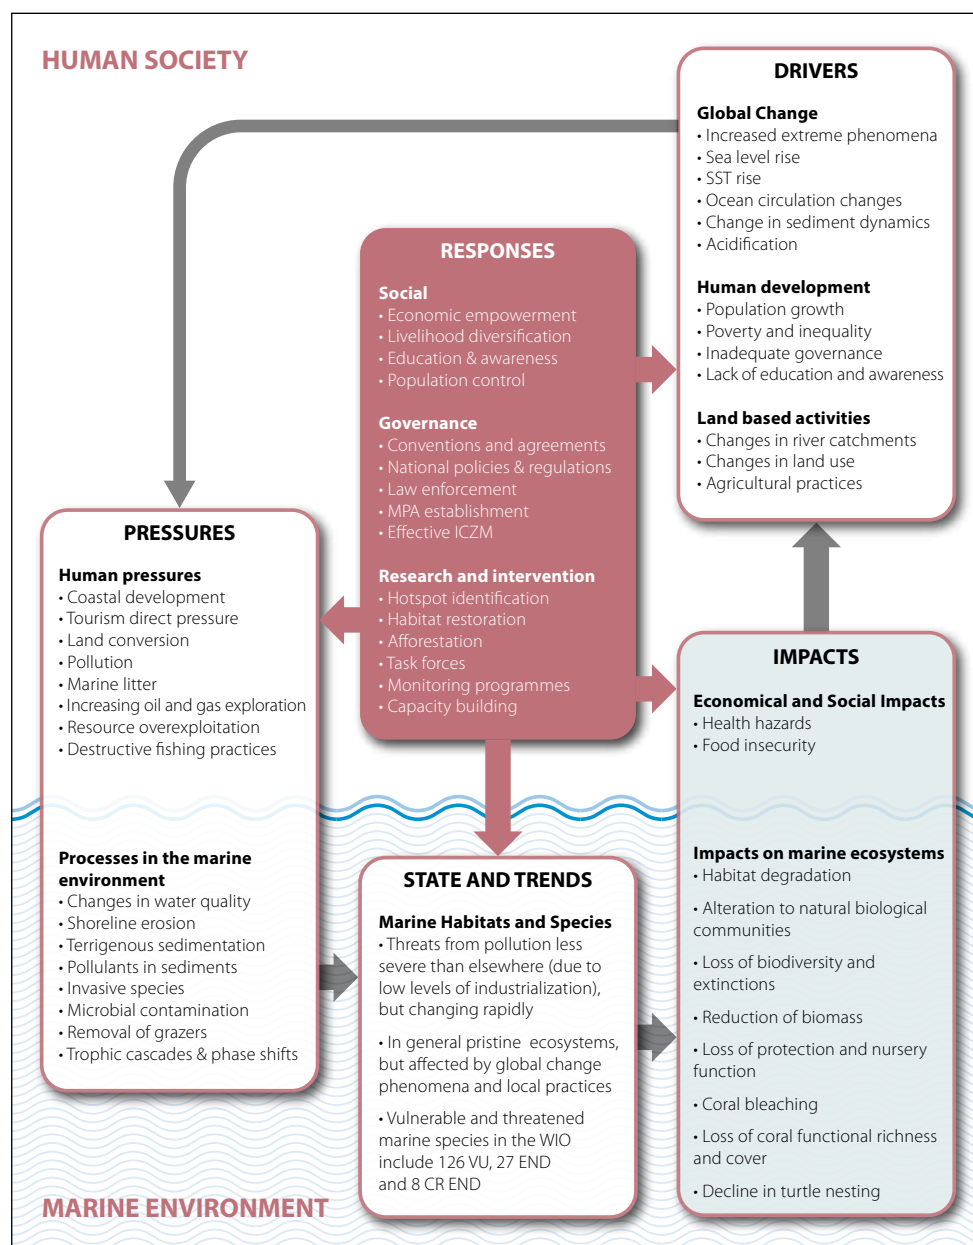 HUMAN SOCIETY
DRIVERS
Global Change
• Increased extreme phenomena
• Sea level rise
• SST rise
• Ocean circulation changes
• Change in sediment dynamics
• Acidification
Human development
• Population growth
• Poverty and inequality
• Inadequate governance
• Lack of education and awareness
Land based activities
• Changes in river catchments
• Changes in land use
• Agricultural practices
RESPONSES
Social
• Economic empowerment
• Livelihood diversification
• Education & awareness
• Population control
Governance
• Conventions and agreements
• National policies & regulations
• Law enforcement
• MPA establishment
• Effective ICZM
Research and intervention
• Hotspot identification
• Habitat restoration
• Afforestation
• Task forces
• Monitoring programmes
• Capacity building
PRESSURES
Human pressures
• Coastal development
• Tourism direct pressure
• Land conversion
• Pollution
• Marine litter
• Increasing oil and gas exploration
• Resource overexploitation
• Destructive fishing practices
Processes in the marine
environment
• Changes in water quality
• Shoreline erosion
• Terrigenous sedimentation
• Pollulants in sediments
• Invasive species
• Microbial contamination
• Removal of grazers
• Trophic cascades & phase shifts
STATE AND TRENDS
Marine Habitats and Species
• Threats from pollution less
severe than elsewhere (due to
low levels of industrialization),
but changing rapidly
• In general pristine ecosystems,
but affected by global change
phenomena and local practices
• Vulnerable and threatened
marine species in the WIO
include 126 VU, 27 END
and 8 CR END
IMPACTS
Economical and Social Impacts
• Health hazards
• Food insecurity
Impacts on marine ecosystems
• Habitat degradation
• Alteration to natural biological
communities
• Loss of biodiversity and
extinctions
• Reduction of biomass
• Loss of protection and nursery
function
• Coral bleaching
• Loss of coral functional richness
and cover
• Decline in turtle nesting
MARINE ENVIRONMENT